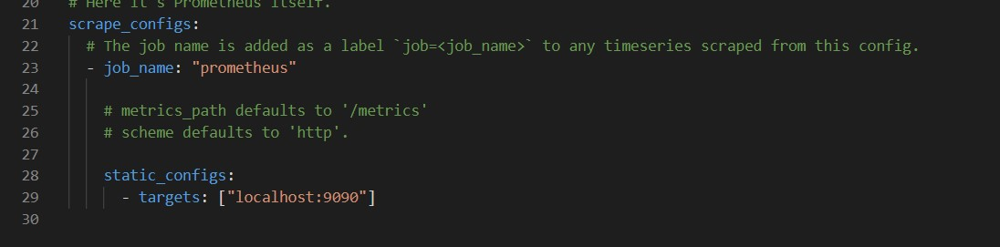 20 # Here it's Prometheus itself.
21 scrape_configs:
22 # The job name is added as a label `job=<job_name>` to any timeseries scraped from this config.
23 - job_name: "prometheus"
24
25 # metrics_path defaults to '/metrics'
26 # scheme defaults to 'http'.
27
28 static_configs:
29 - targets: ["localhost:9090"]
30